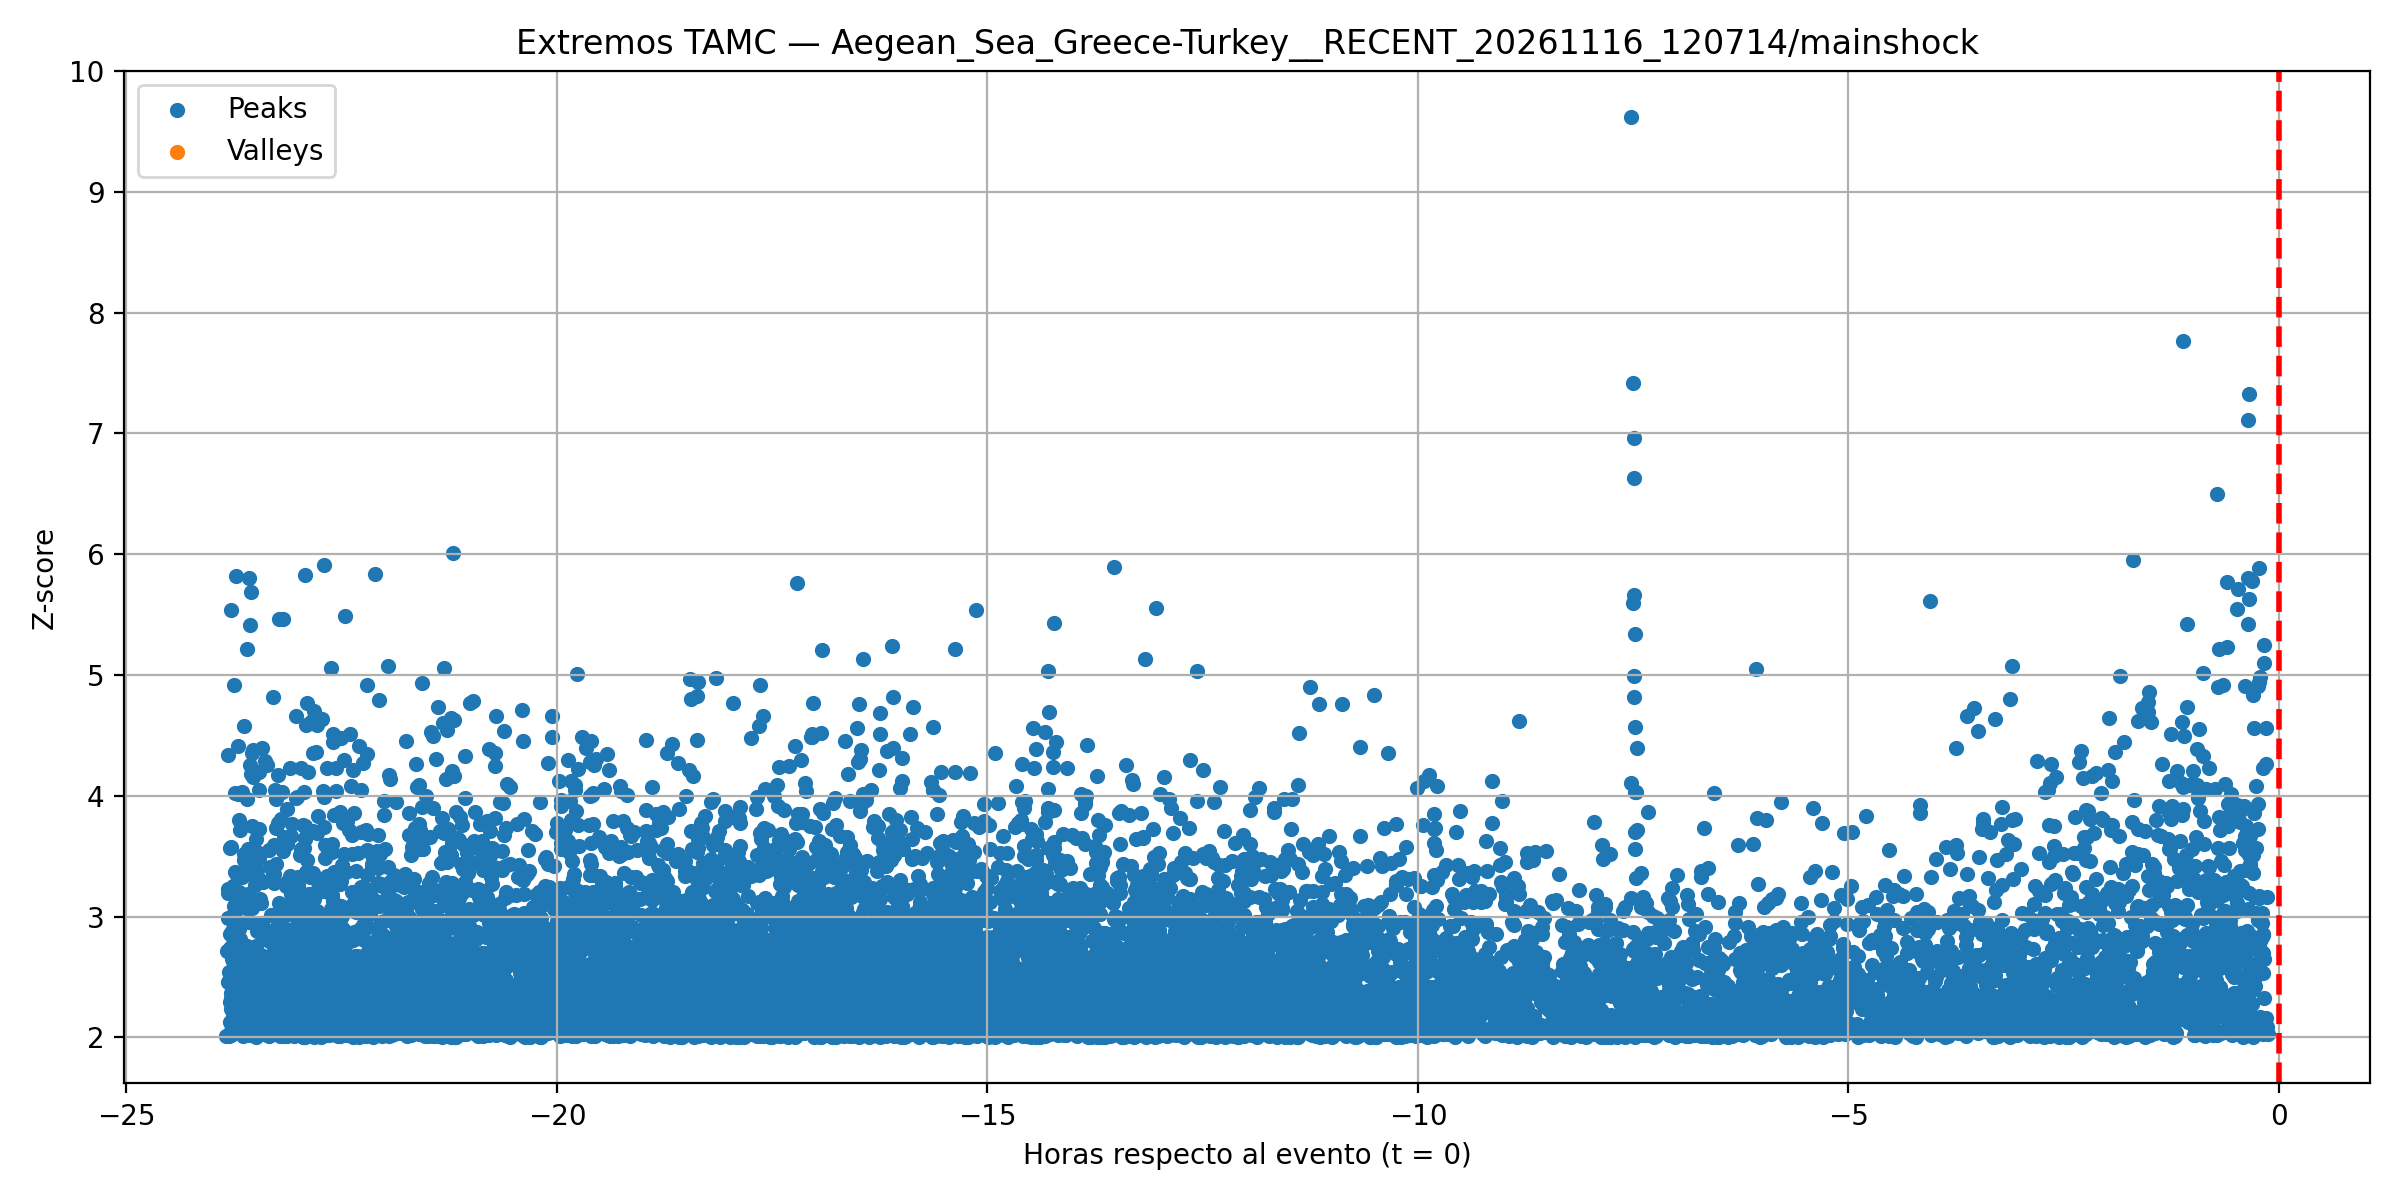 Extremos TAMC — Aegean_Sea_Greece-Turkey__RECENT_20261116_120714/mainshock
Peaks
Valleys
Z-score
10
9
8
7
6
5
4
3
2
−25 −20 −15 −10 −5 0
Horas respecto al evento (t = 0)